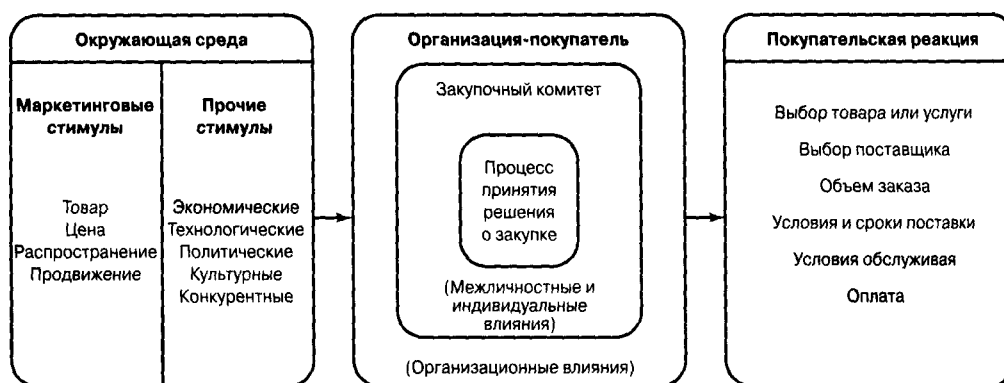 Окружающая среда
Маркетинговые
стимулы
Прочие
стимулы
Товар
Цена
Распространение
Продвижение
Экономические
Технологические
Политические
Культурные
Конкурентные
Организация-покупатель
Закупочный комитет
Процесс
принятия
решения
о закупке
(Межличностные и
индивидуальные
влияния)
(Организационные влияния)
Покупательская реакция
Выбор товара или услуги
Выбор поставщика
Объем заказа
Условия и сроки поставки
Условия обслуживая
Оплата